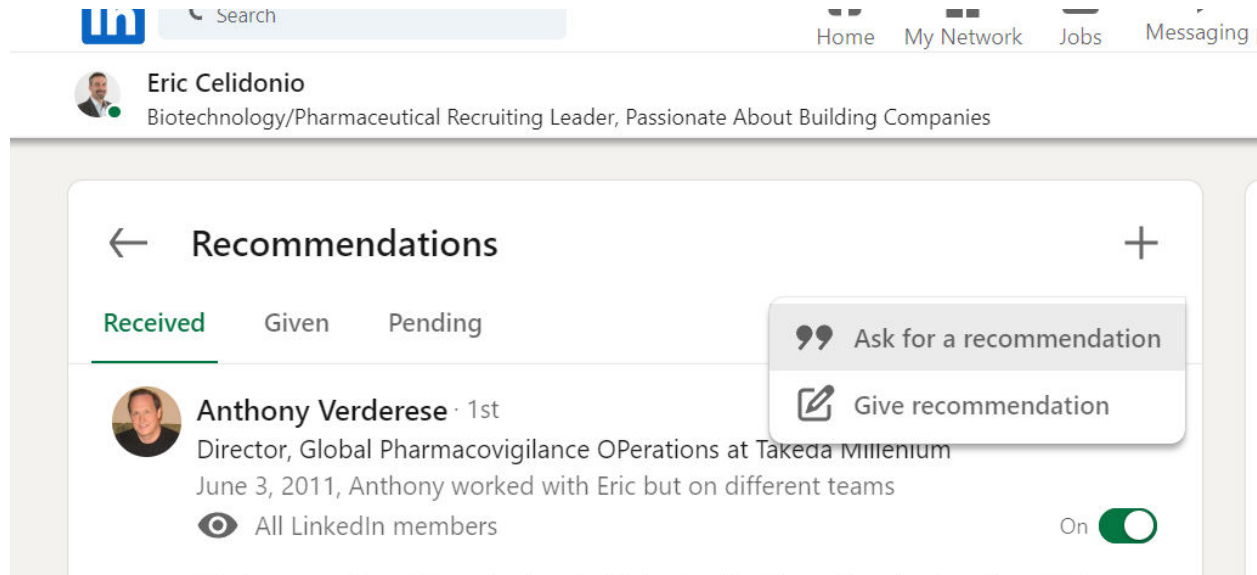 in
Search
Home My Network Jobs Messaging
Eric Celidonio
Biotechnology/Pharmaceutical Recruiting Leader, Passionate About Building Companies
Recommendations
Received Given Pending
Ask for a recommendation
Give recommendation
Anthony Verderese · 1st
Director, Global Pharmacovigilance OPerations at Takeda Millenium
June 3, 2011, Anthony worked with Eric but on different teams
All LinkedIn members
On